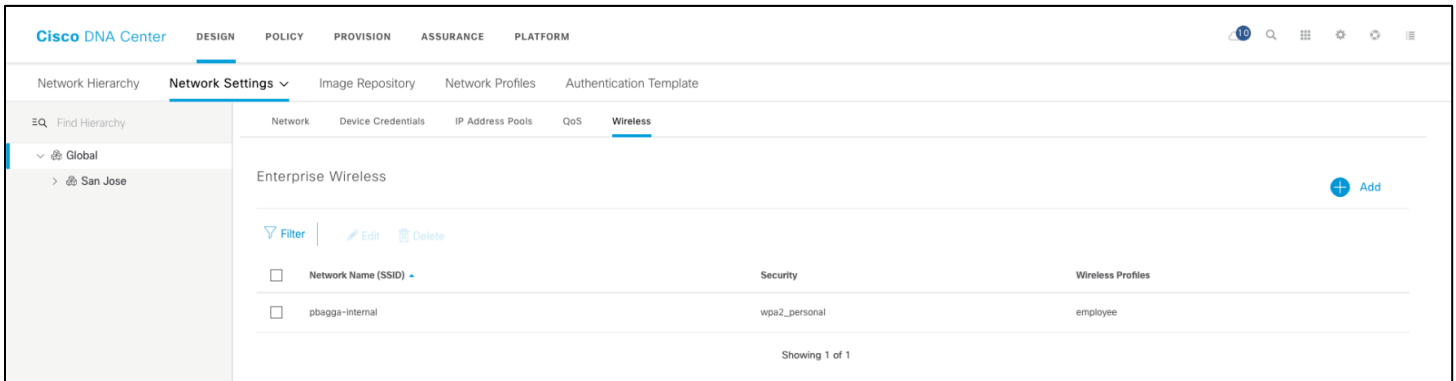 Cisco DNA Center DESIGN POLICY PROVISION ASSURANCE PLATFORM 10
Network Hierarchy Network Settings Image Repository Network Profiles Authentication Template
Find Hierarchy
Network Device Credentials IP Address Pools QoS Wireless
Global
San Jose
Enterprise Wireless
Add
Filter Edit Delete
Network Name (SSID) Security Wireless Profiles
pbagga-internal wpa2_personal employee
Showing 1 of 1